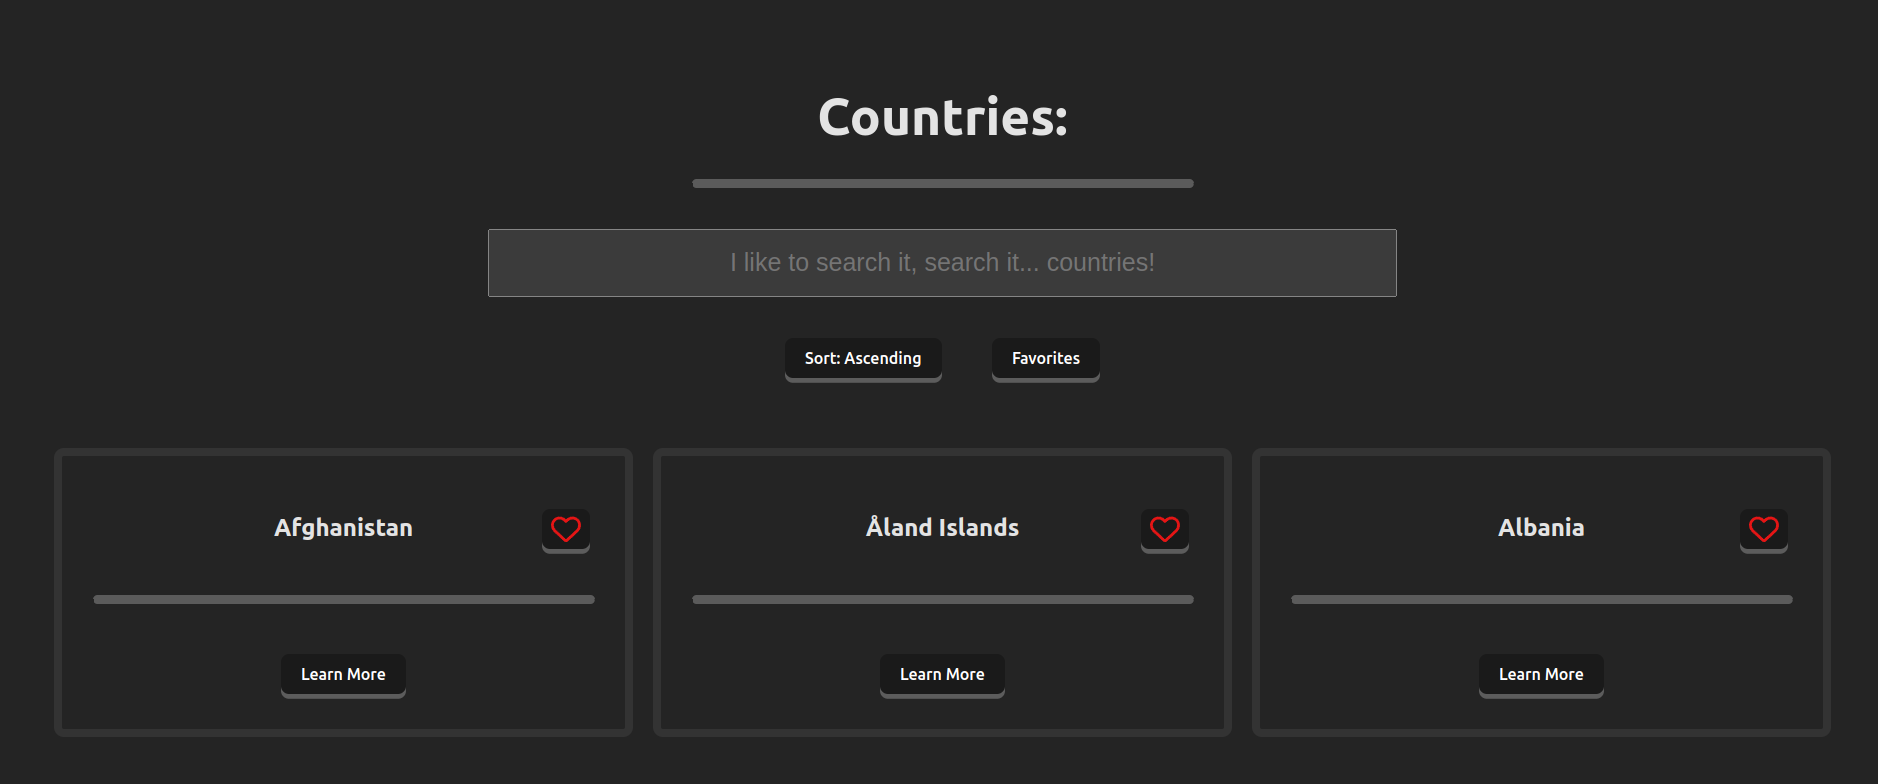 Countries:
I like to search it, search it... countries!
Sort: Ascending
Favorites
Afghanistan
Åland Islands
Albania
Learn More
Learn More
Learn More